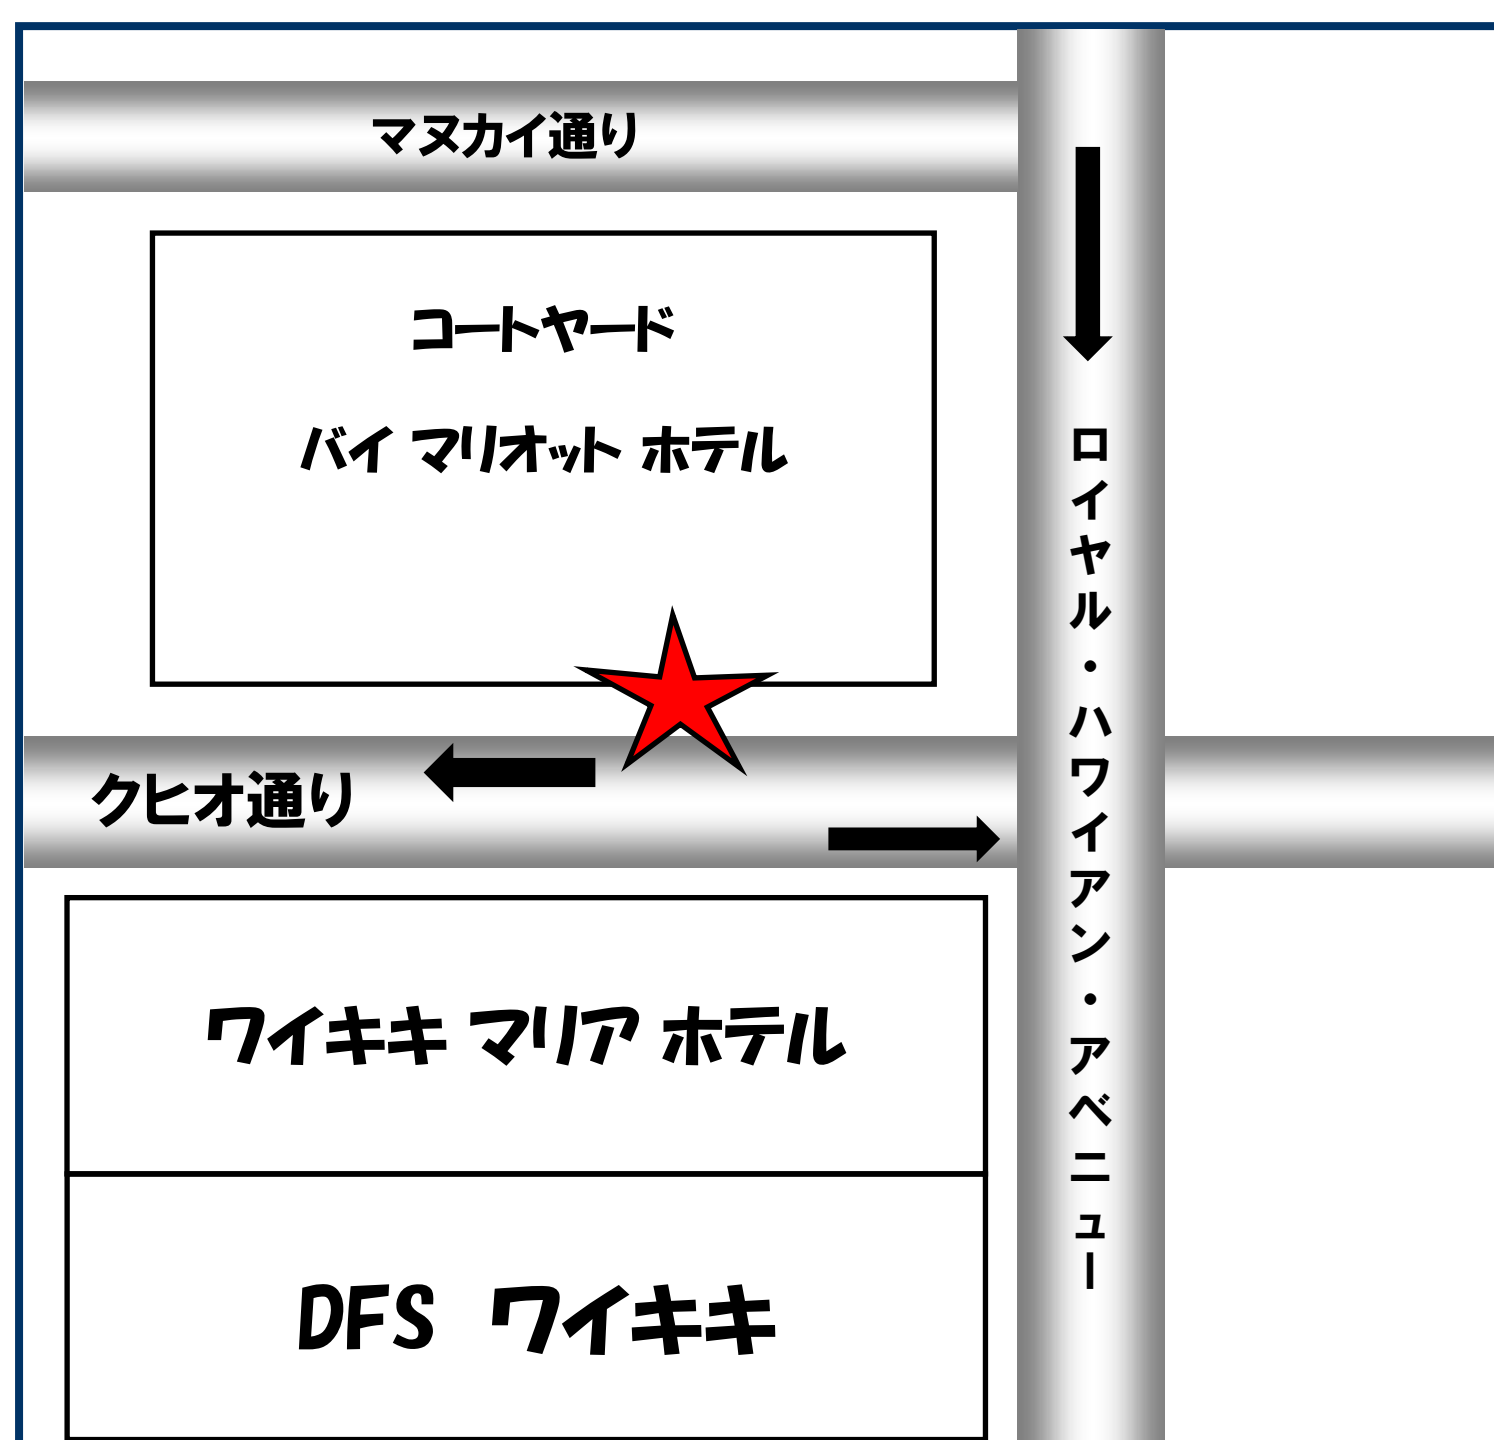 マヌカイ通り
コートヤード
バイ マリオット ホテル
ロイヤル・ハワイアン・アベニュー
クヒオ通り
ワイキキ マリア ホテル
DFS ワイキキ